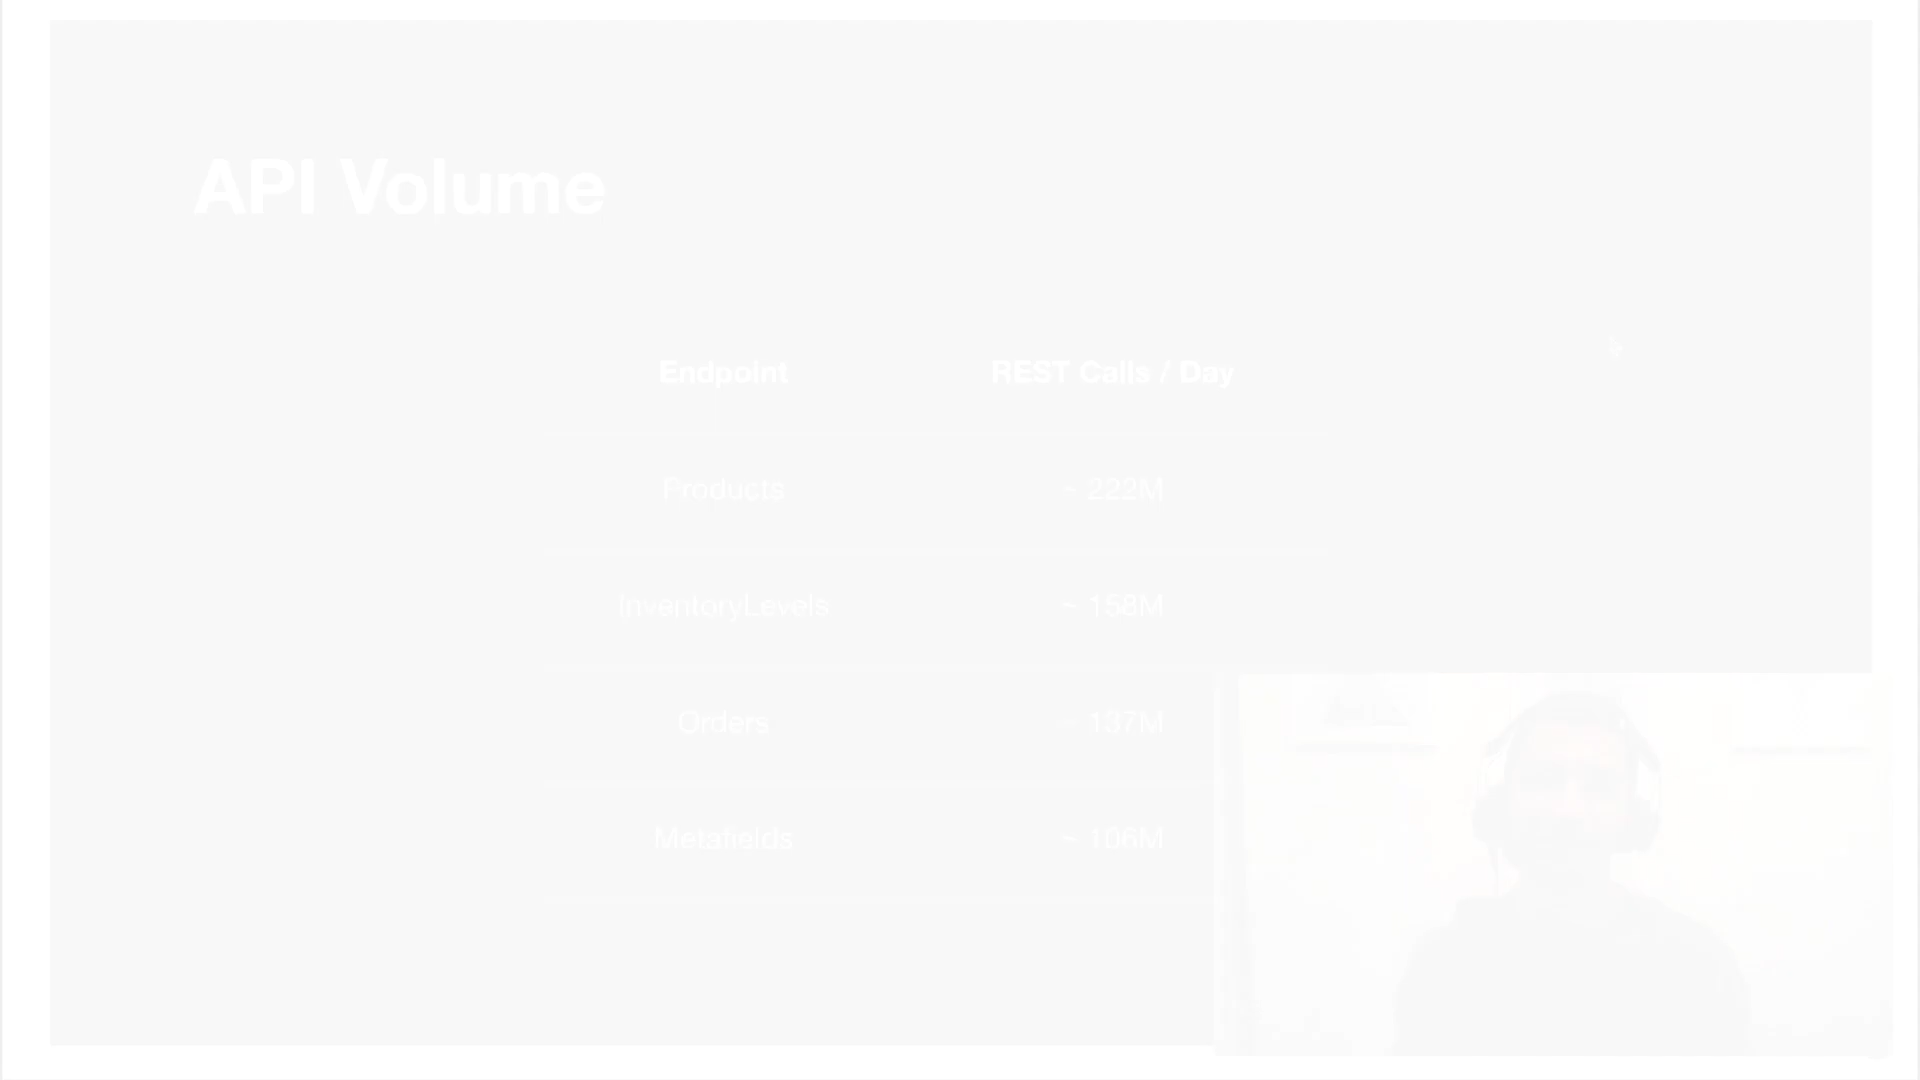 API Volume
Endpoint REST Calls / Day
Products ~ 222M
InventoryLevels ~ 158M
Orders ~ 137M
Metafields ~ 106M